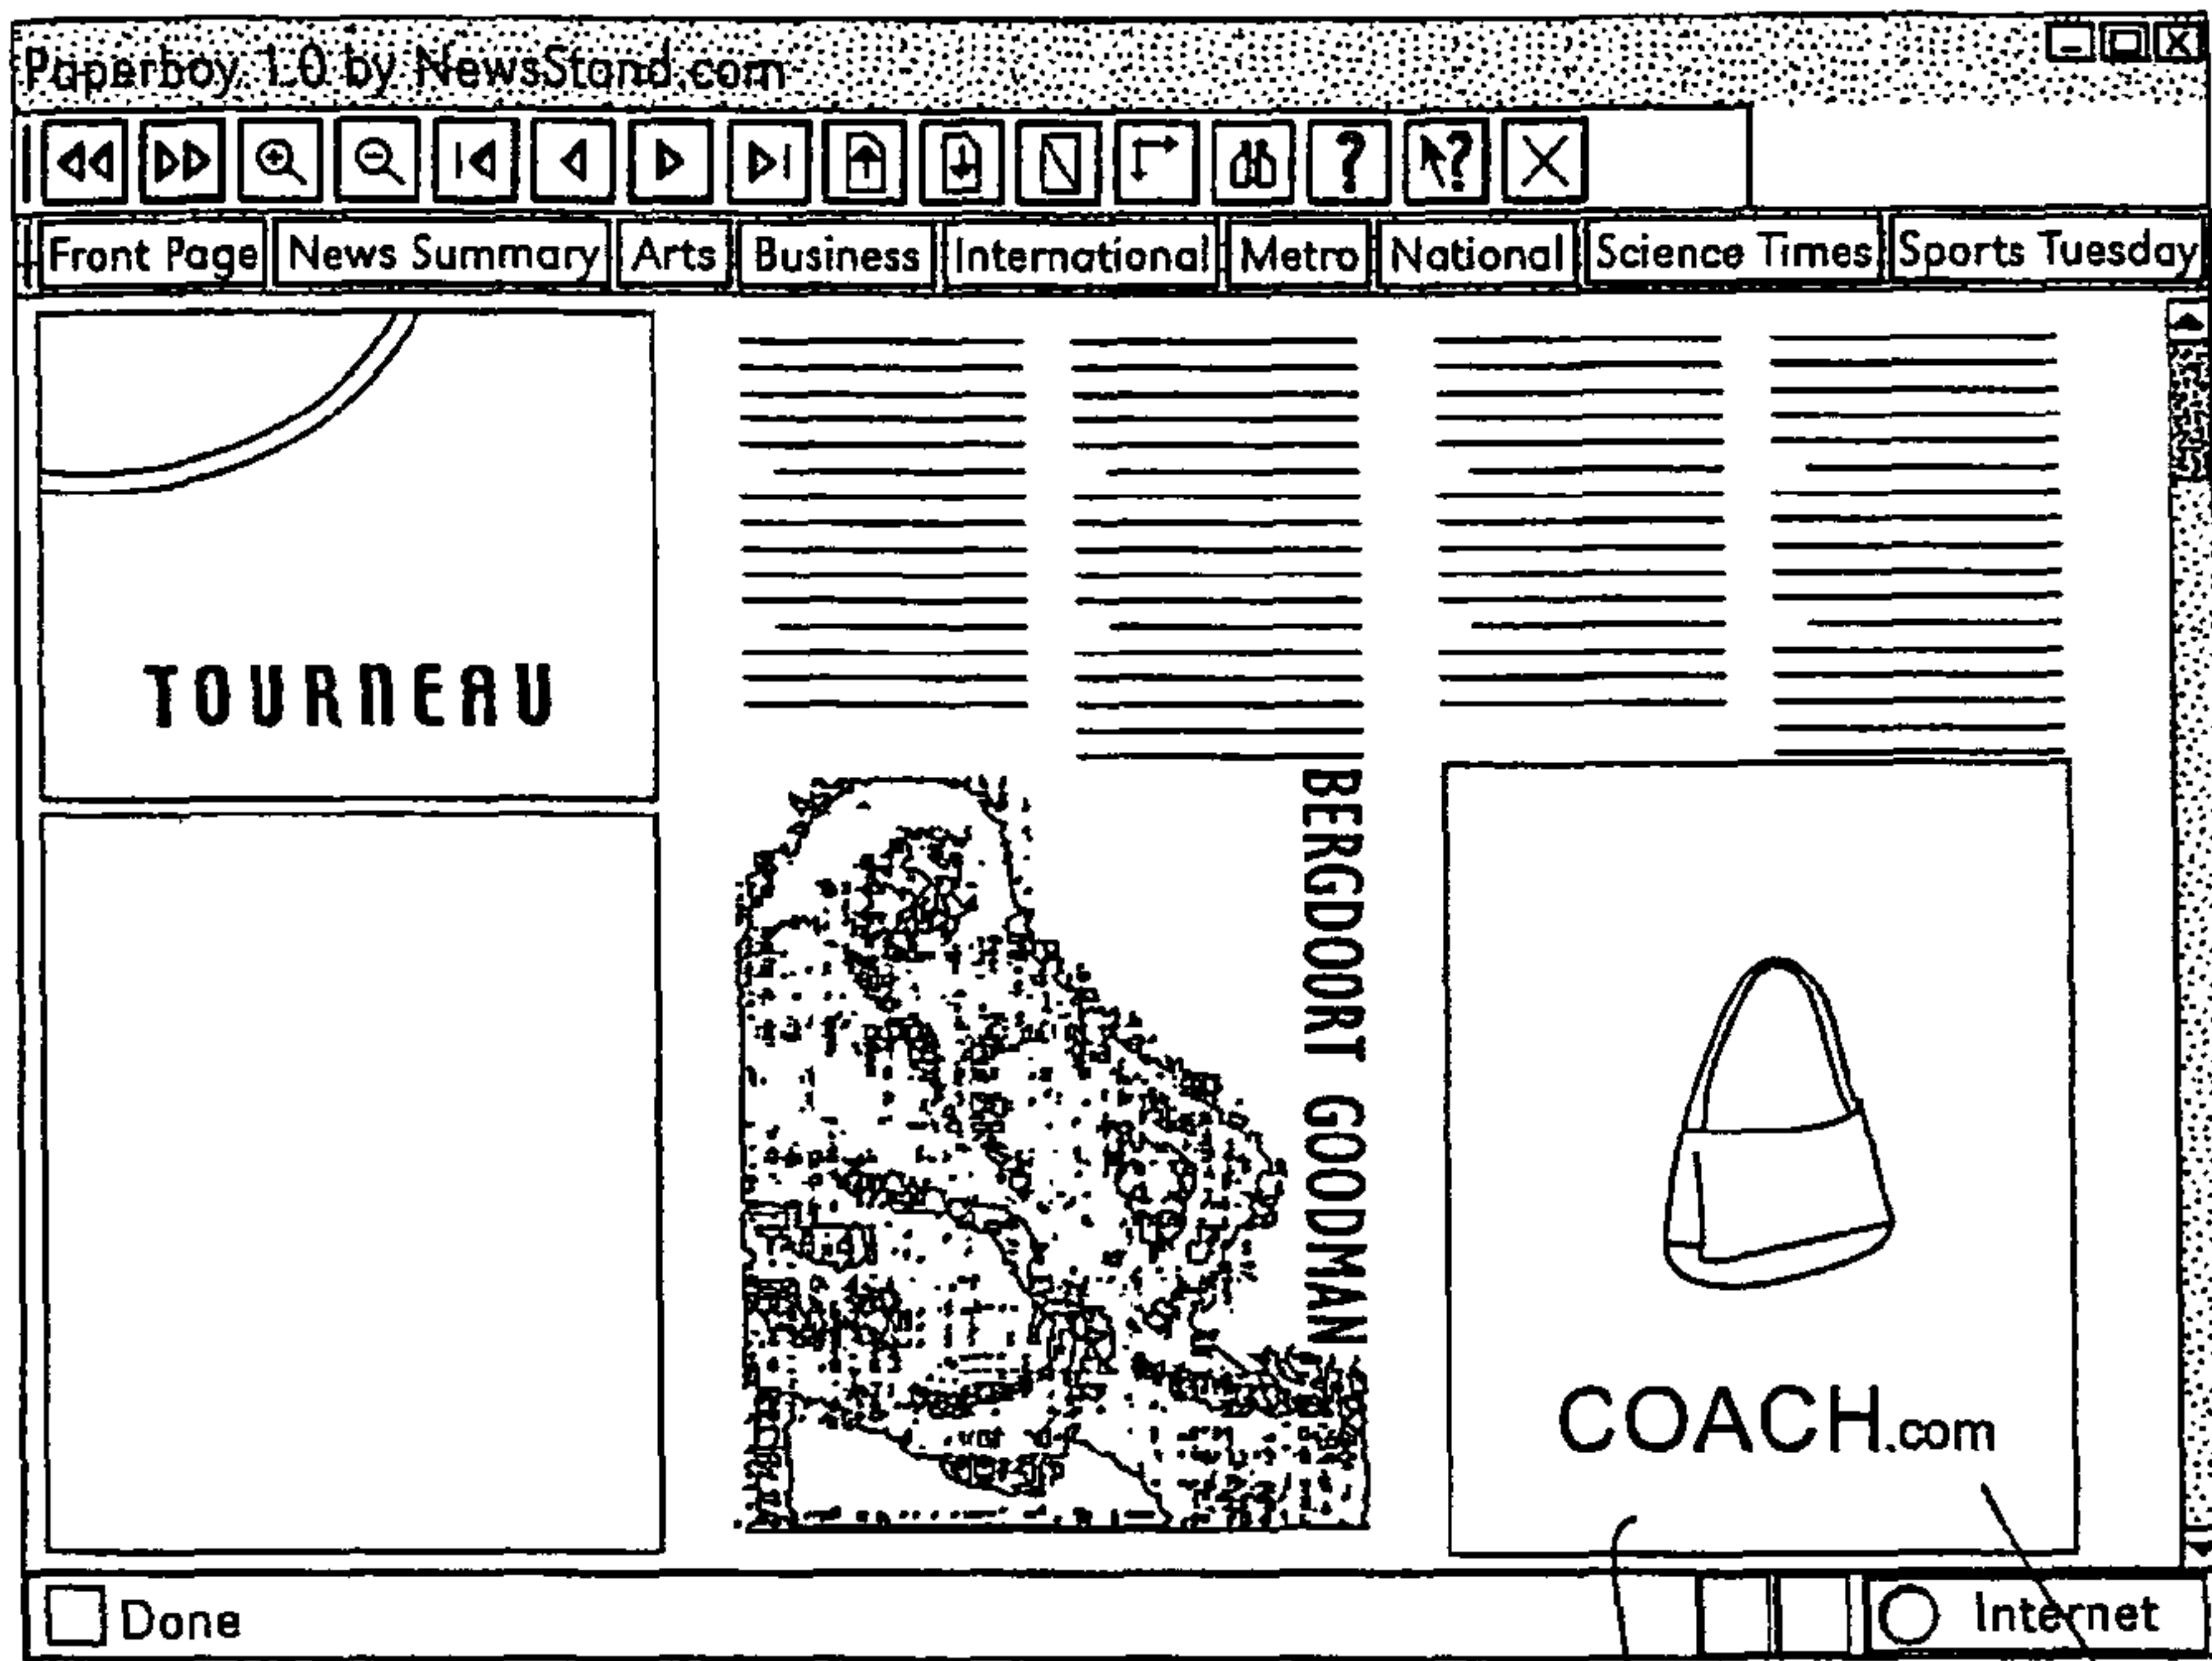 Paperboy 1.0 by NewsStand.com
Front Page News Summary Arts Business International Metro National Science Times Sports Tuesday
TOURNEAU
BERGDOORT GOODMAN
COACH.com
Done
Internet